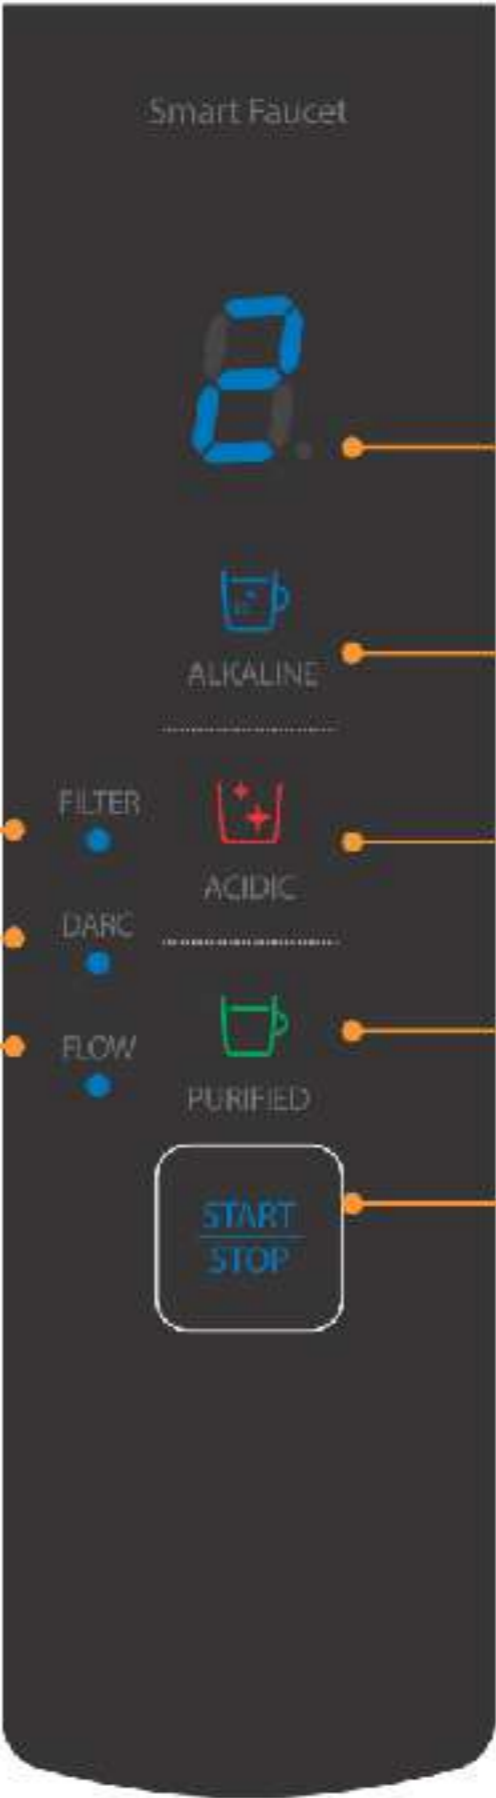 Smart Faucet
2
ALKALINE
FILTER
ACIDIC
DARC
FLOW
PURIFIED
START
STOP